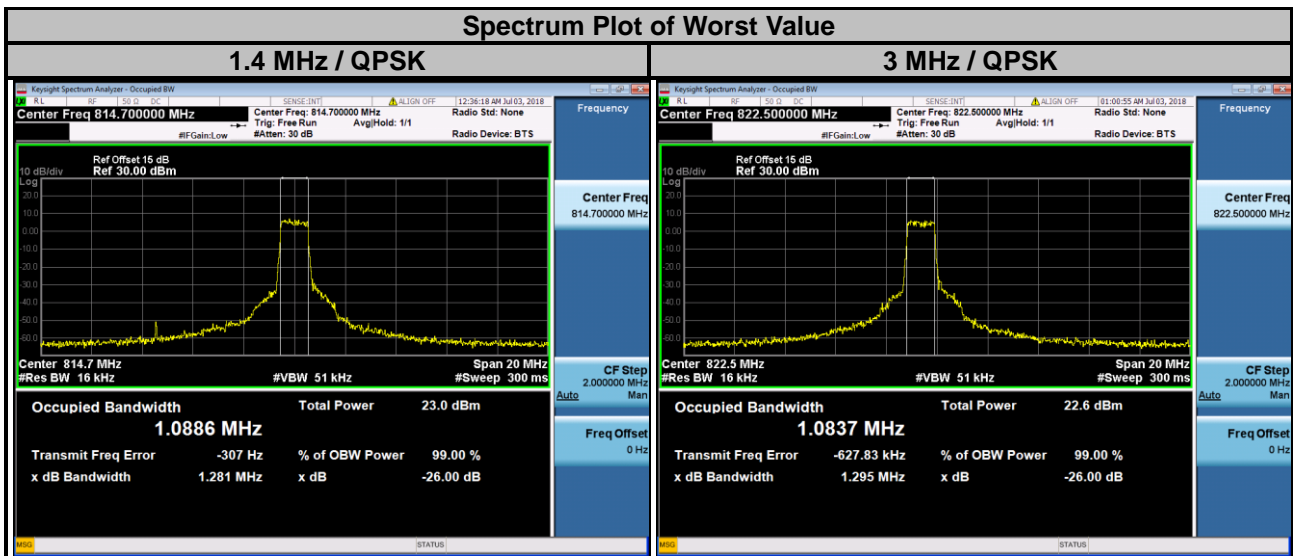 Spectrum Plot of Worst Value
1.4 MHz / QPSK
Keysight Spectrum Analyzer - Occupied BW
RL RF 50 Ω DC SENSE:INT ALIGN OFF 12:36:18 AM Jul 03, 2018
Center Freq 814.700000 MHz
Center Freq: 814.700000 MHz Radio Std: None
Trig: Free Run Avg|Hold: 1/1
#IFGain:Low #Atten: 30 dB Radio Device: BTS
Ref Offset 15 dB
10 dB/div Ref 30.00 dBm
Log
20.0
10.0
0.00
-10.0
-20.0
-30.0
-40.0
-50.0
-60.0
Center 814.7 MHz Span 20 MHz
#Res BW 16 kHz #VBW 51 kHz #Sweep 300 ms
Occupied Bandwidth Total Power 23.0 dBm
1.0886 MHz
Transmit Freq Error -307 Hz % of OBW Power 99.00 %
x dB Bandwidth 1.281 MHz x dB -26.00 dB
MSG STATUS
Frequency
Center Freq
814.700000 MHz
CF Step
2.000000 MHz
Auto Man
Freq Offset
0 Hz
3 MHz / QPSK
Keysight Spectrum Analyzer - Occupied BW
RL RF 50 Ω DC SENSE:INT ALIGN OFF 01:00:55 AM Jul 03, 2018
Center Freq 822.500000 MHz
Center Freq: 822.500000 MHz Radio Std: None
Trig: Free Run Avg|Hold: 1/1
#IFGain:Low #Atten: 30 dB Radio Device: BTS
Ref Offset 15 dB
10 dB/div Ref 30.00 dBm
Log
20.0
10.0
0.00
-10.0
-20.0
-30.0
-40.0
-50.0
-60.0
Center 822.5 MHz Span 20 MHz
#Res BW 16 kHz #VBW 51 kHz #Sweep 300 ms
Occupied Bandwidth Total Power 22.6 dBm
1.0837 MHz
Transmit Freq Error -627.83 kHz % of OBW Power 99.00 %
x dB Bandwidth 1.295 MHz x dB -26.00 dB
MSG STATUS
Frequency
Center Freq
822.500000 MHz
CF Step
2.000000 MHz
Auto Man
Freq Offset
0 Hz